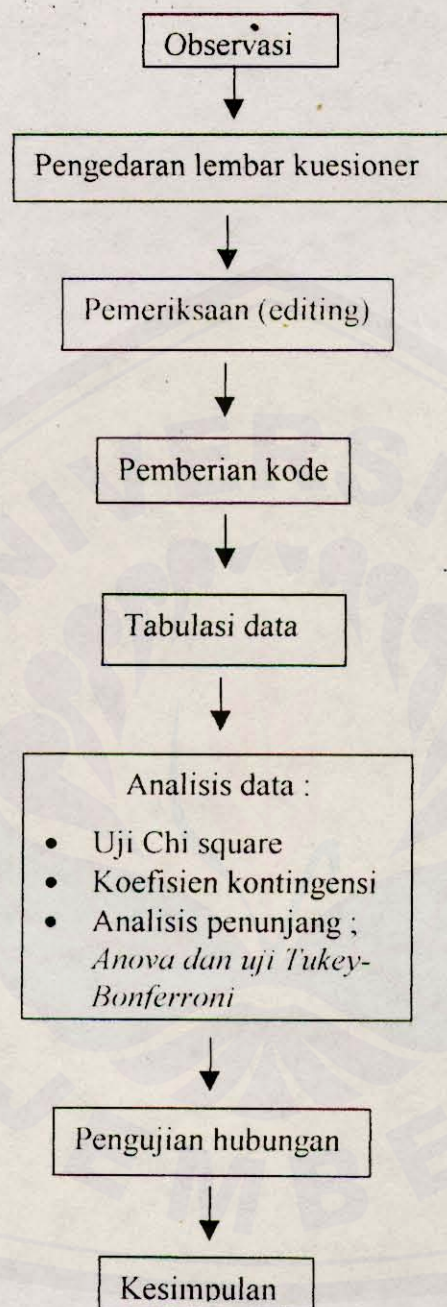 Observasi
Pengedaran lembar kuesioner
Pemeriksaan (editing)
Pemberian kode
Tabulasi data
Analisis data :
• Uji Chi square
• Koefisien kontingensi
• Analisis penunjang ;
Anova dan uji Tukey-
Bonferroni
Pengujian hubungan
Kesimpulan